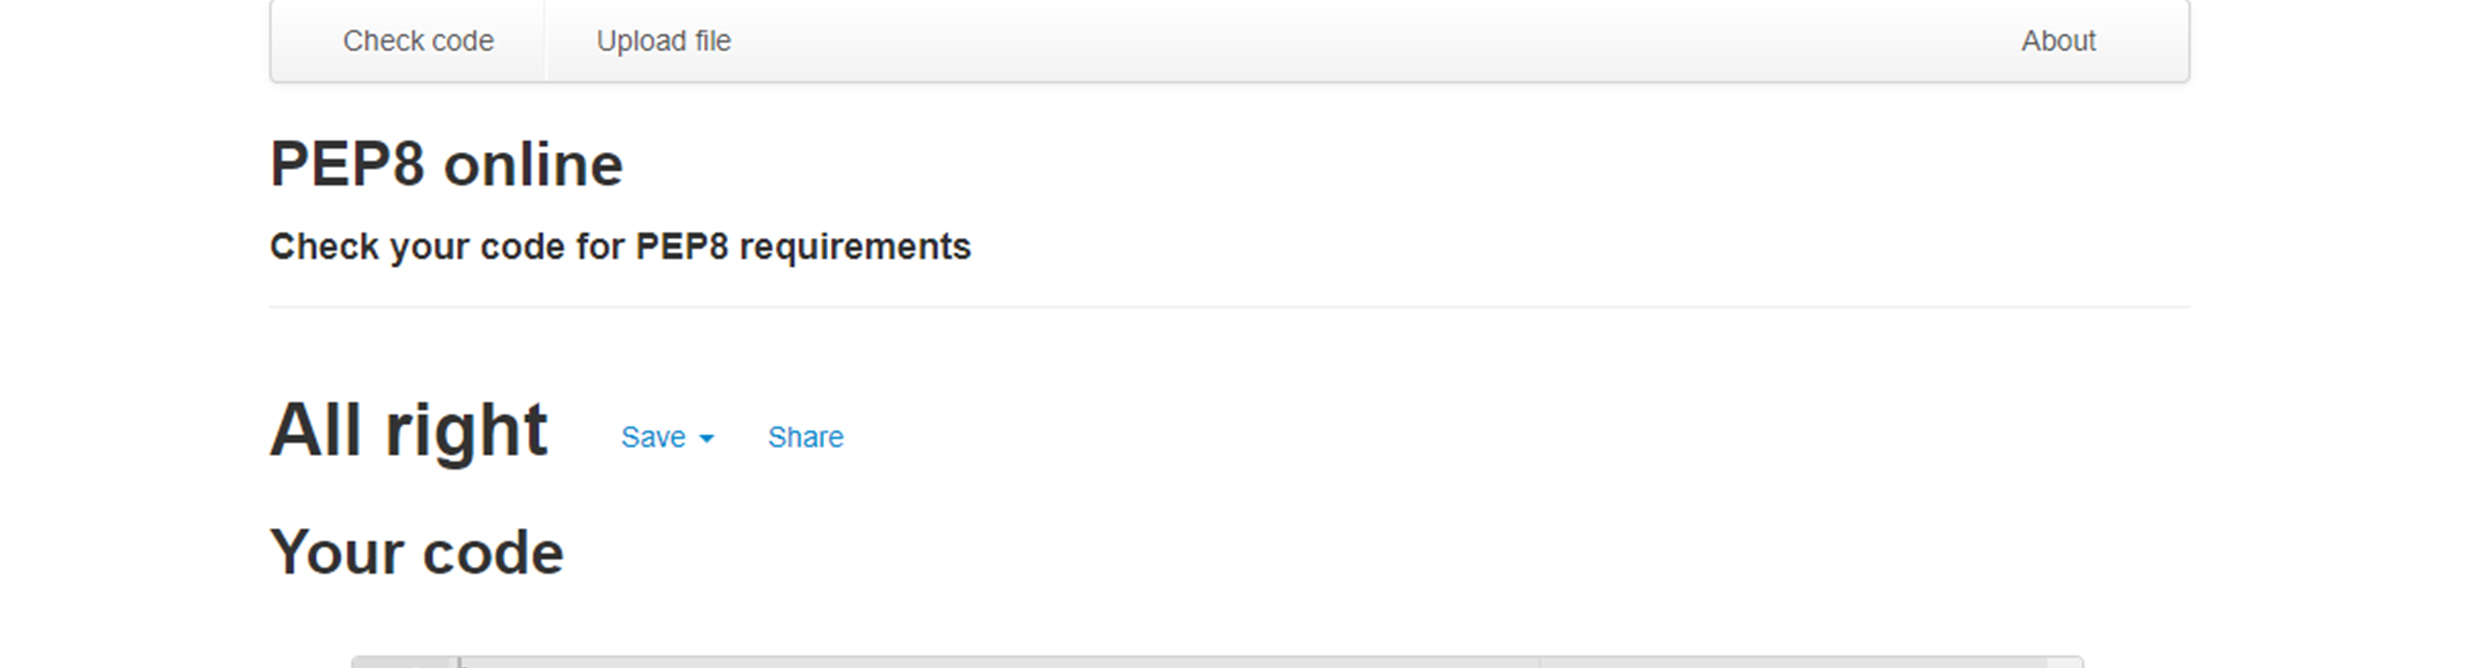 Check code Upload file About
PEP8 online
Check your code for PEP8 requirements
All right Save Share
Your code